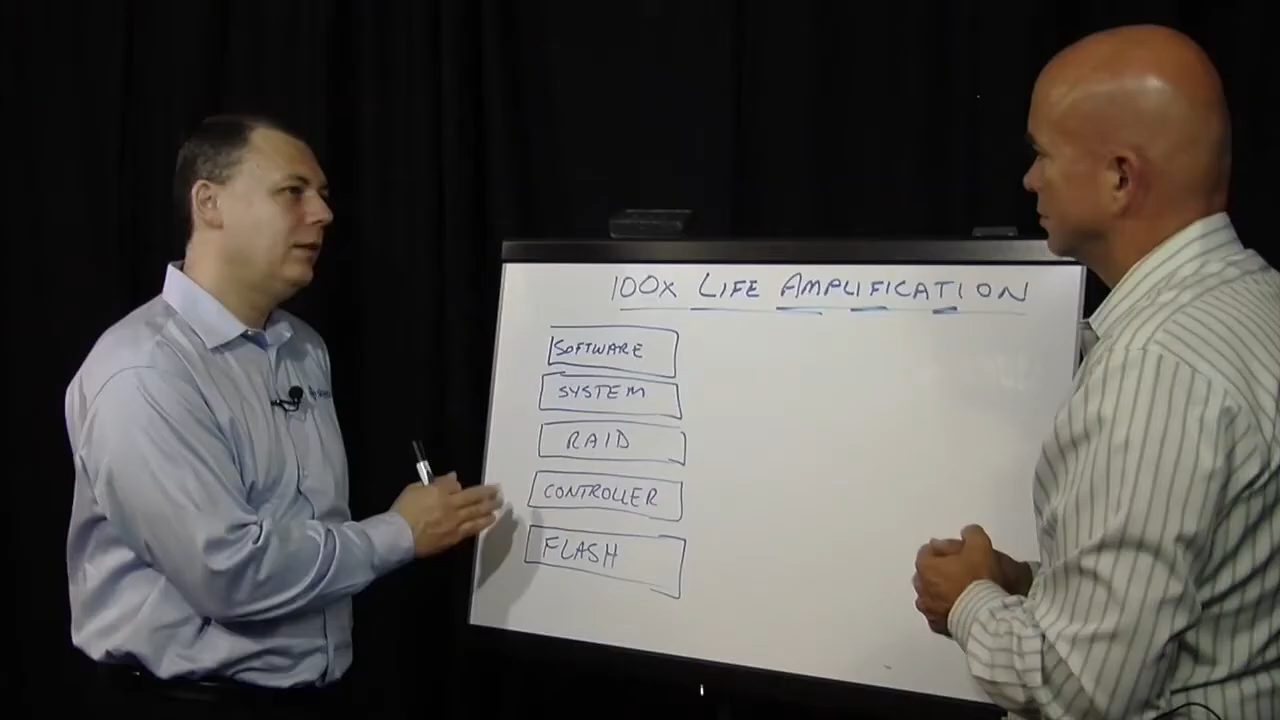 100x LIFE AMPLIFICATION
SOFTWARE
SYSTEM
RAID
CONTROLLER
FLASH